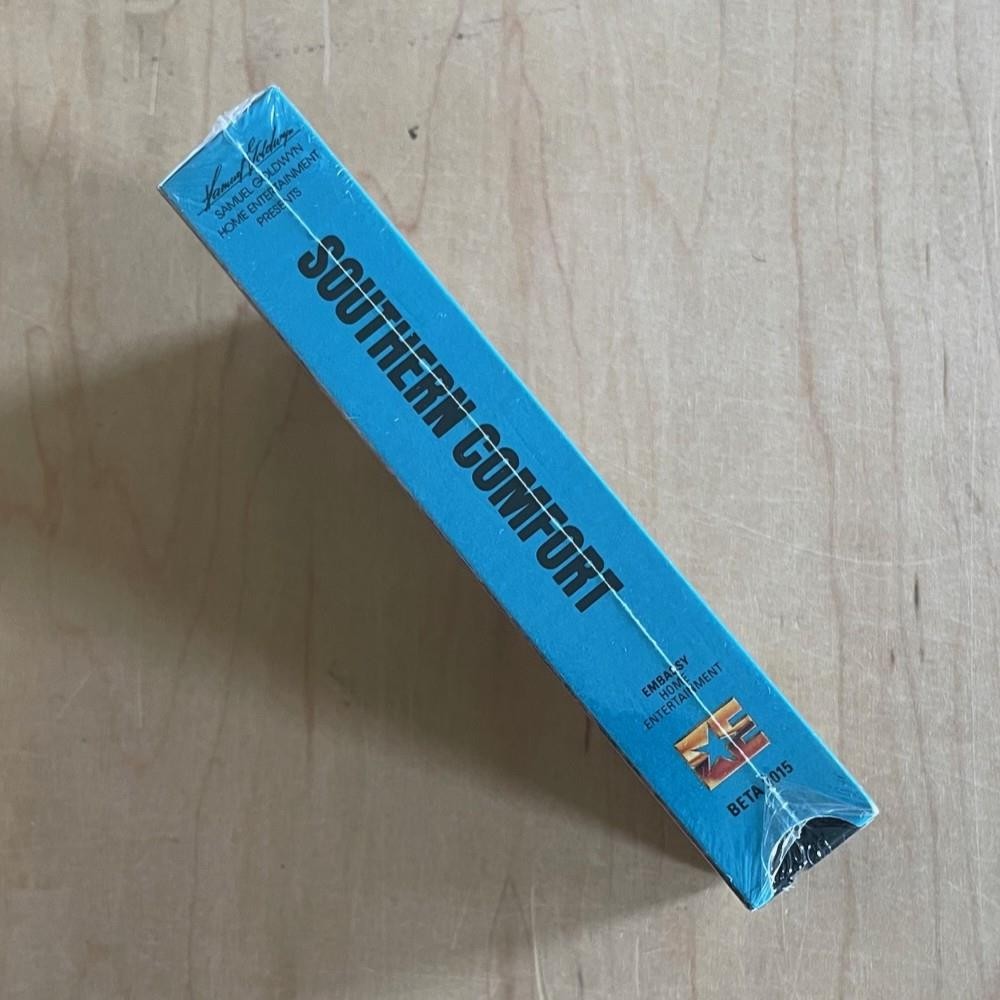 Samuel Goldwyn
SAMUEL GOLDWYN
HOME ENTERTAINMENT
PRESENTS
SOUTHERN COMFORT
EMBASSY
HOME
ENTERTAINMENT
E
BETA